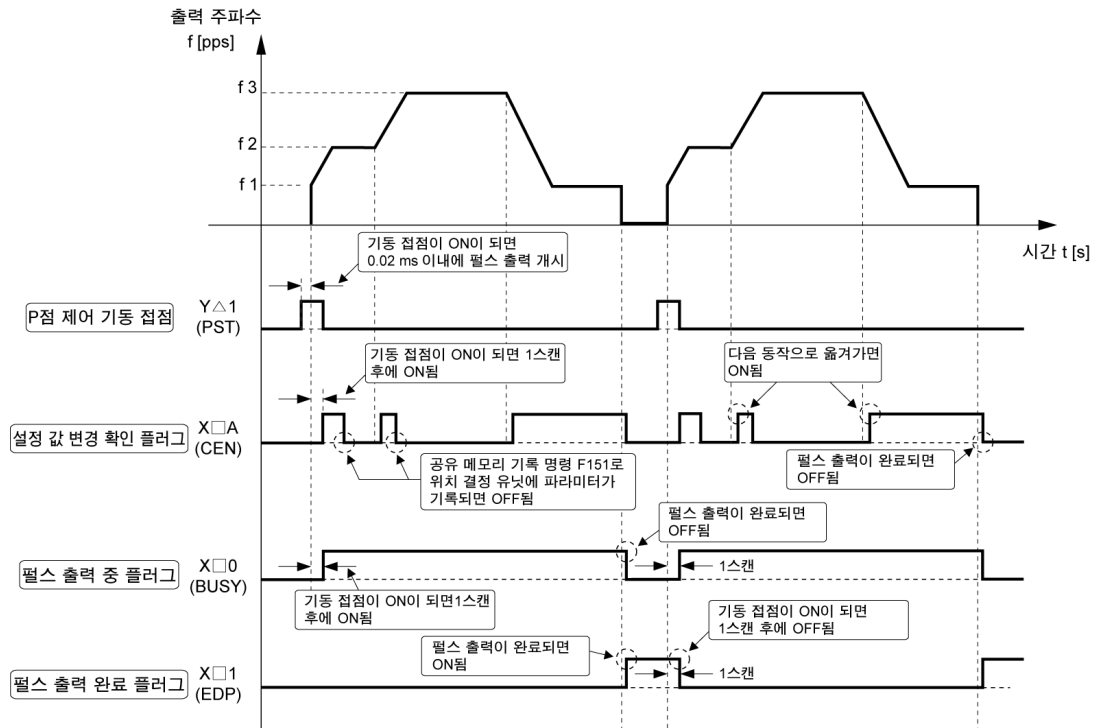 출력 주파수
f [pps]
f 3
f 2
f 1
시간 t [s]
기동 접점이 ON이 되면
0.02 ms 이내에 펄스 출력 개시
P점 제어 기동 접점
Y△1
(PST)
기동 접점이 ON이 되면 1스캔
후에 ON됨
다음 동작으로 옮겨가면
ON됨
설정 값 변경 확인 플러그
X□A
(CEN)
공유 메모리 기록 명령 F151로
위치 결정 유닛에 파라미터가
기록되면 OFF됨
펄스 출력이 완료되면
OFF됨
펄스 출력이 완료되면
OFF됨
펄스 출력 중 플러그
X□0
(BUSY)
1스캔
기동 접점이 ON이 되면1스캔
후에 ON됨
기동 접점이 ON이 되면
1스캔 후에 OFF됨
펄스 출력이 완료되면
ON됨
펄스 출력 완료 플러그
X□1
(EDP)
1스캔